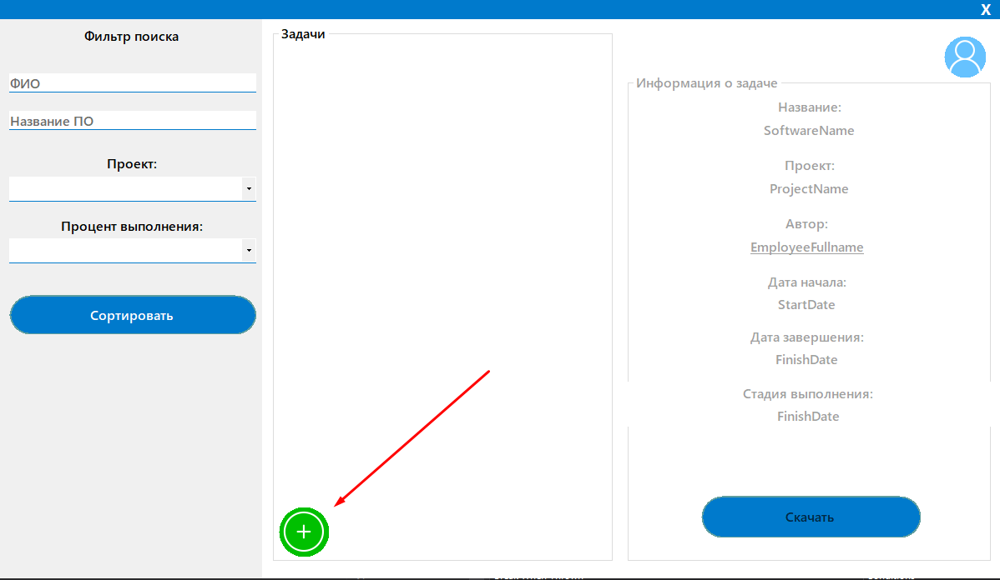 X
Фильтр поиска
ФИО
Название ПО
Проект:
Процент выполнения:
Сортировать
Задачи
Информация о задаче
Название:
SoftwareName
Проект:
ProjectName
Автор:
EmployeeFullname
Дата начала:
StartDate
Дата завершения:
FinishDate
Стадия выполнения:
FinishDate
Скачать